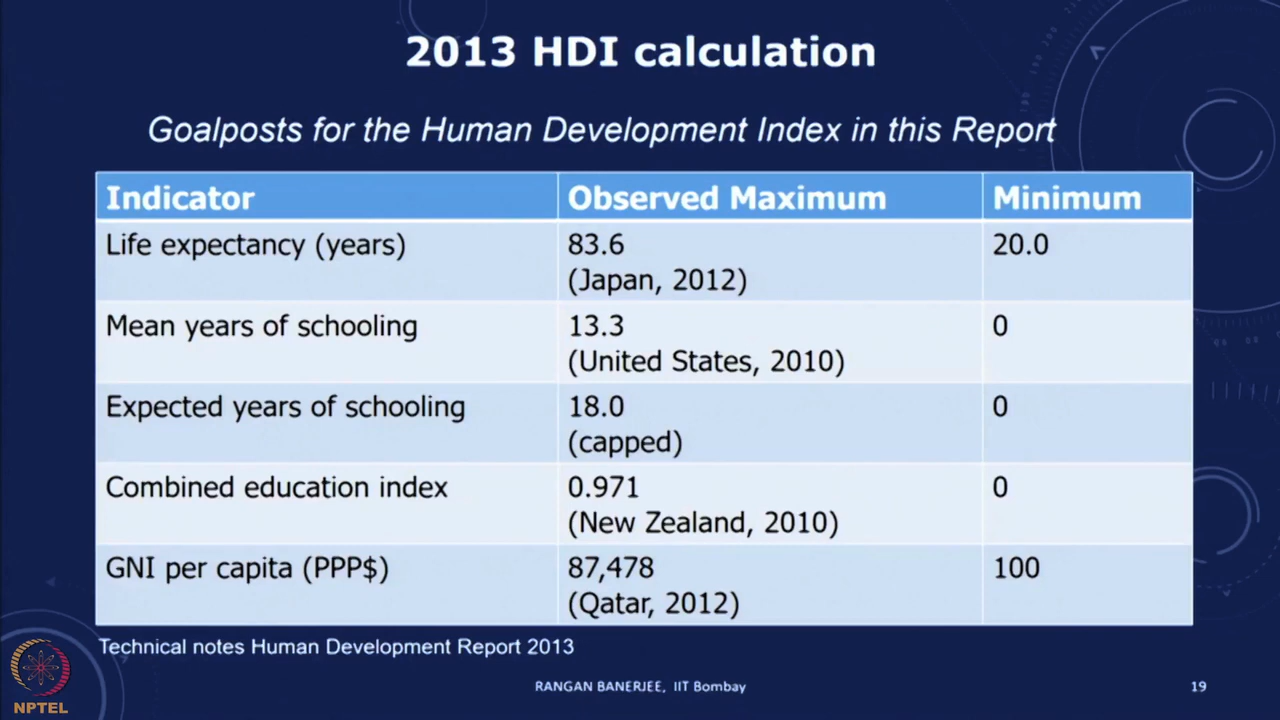 2013 HDI calculation
Goalposts for the Human Development Index in this Report
Indicator Observed Maximum Minimum
Life expectancy (years) 83.6 20.0
(Japan, 2012)
Mean years of schooling 13.3 0
(United States, 2010)
Expected years of schooling 18.0 0
(capped)
Combined education index 0.971 0
(New Zealand, 2010)
GNI per capita (PPP$) 87,478 100
(Qatar, 2012)
Technical notes Human Development Report 2013
RANGAN BANERJEE, IIT Bombay 19
NPTEL